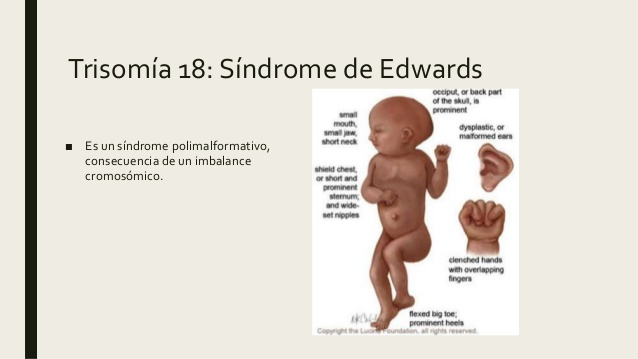 Trisomía 18: Síndrome de Edwards
■ Es un síndrome polimalformativo,
consecuencia de un imbalance
cromosómico.
occiput, or back part
of the skull, is
prominent
small
mouth,
small jaw,
short neck
dysplastic, or
malformed ears
shield chest,
or short and
prominent
sternum;
and wide-
set nipples
clenched hands
with overlapping
fingers
flexed big toe;
prominent heels
Copyright the Lucina Foundation, all rights reserved.